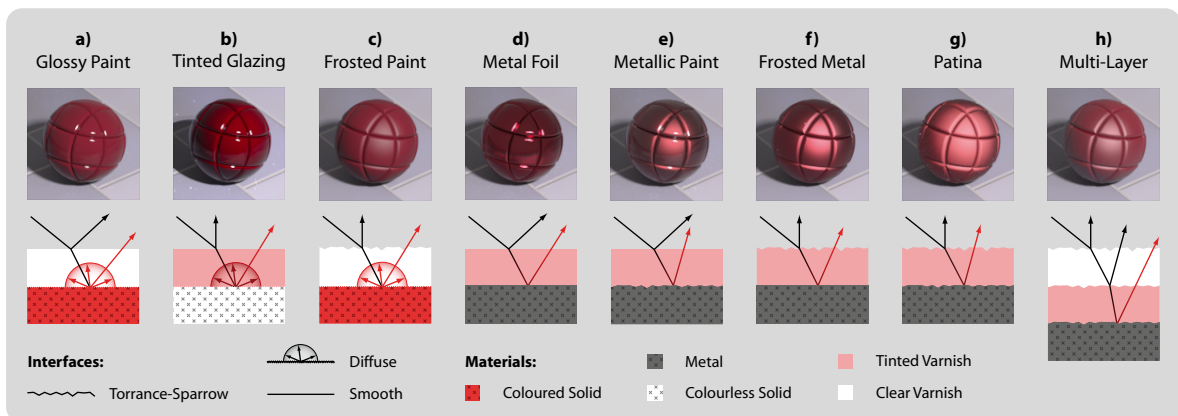 a) b) c) d) e) f) g) h)
Glossy Paint Tinted Glazing Frosted Paint Metal Foil Metallic Paint Frosted Metal Patina Multi-Layer
Interfaces: Diffuse Materials: Metal Tinted Varnish
Torrance-Sparrow Smooth Coloured Solid Colourless Solid Clear Varnish